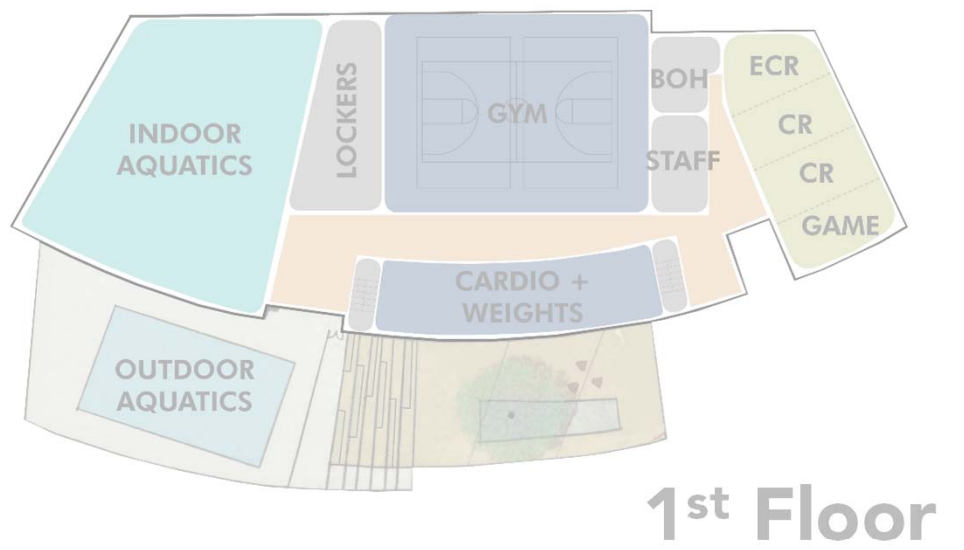 INDOOR
AQUATICS
LOCKERS
GYM
BOH
STAFF
ECR
CR
CR
GAME
CARDIO +
WEIGHTS
OUTDOOR
AQUATICS
1st Floor